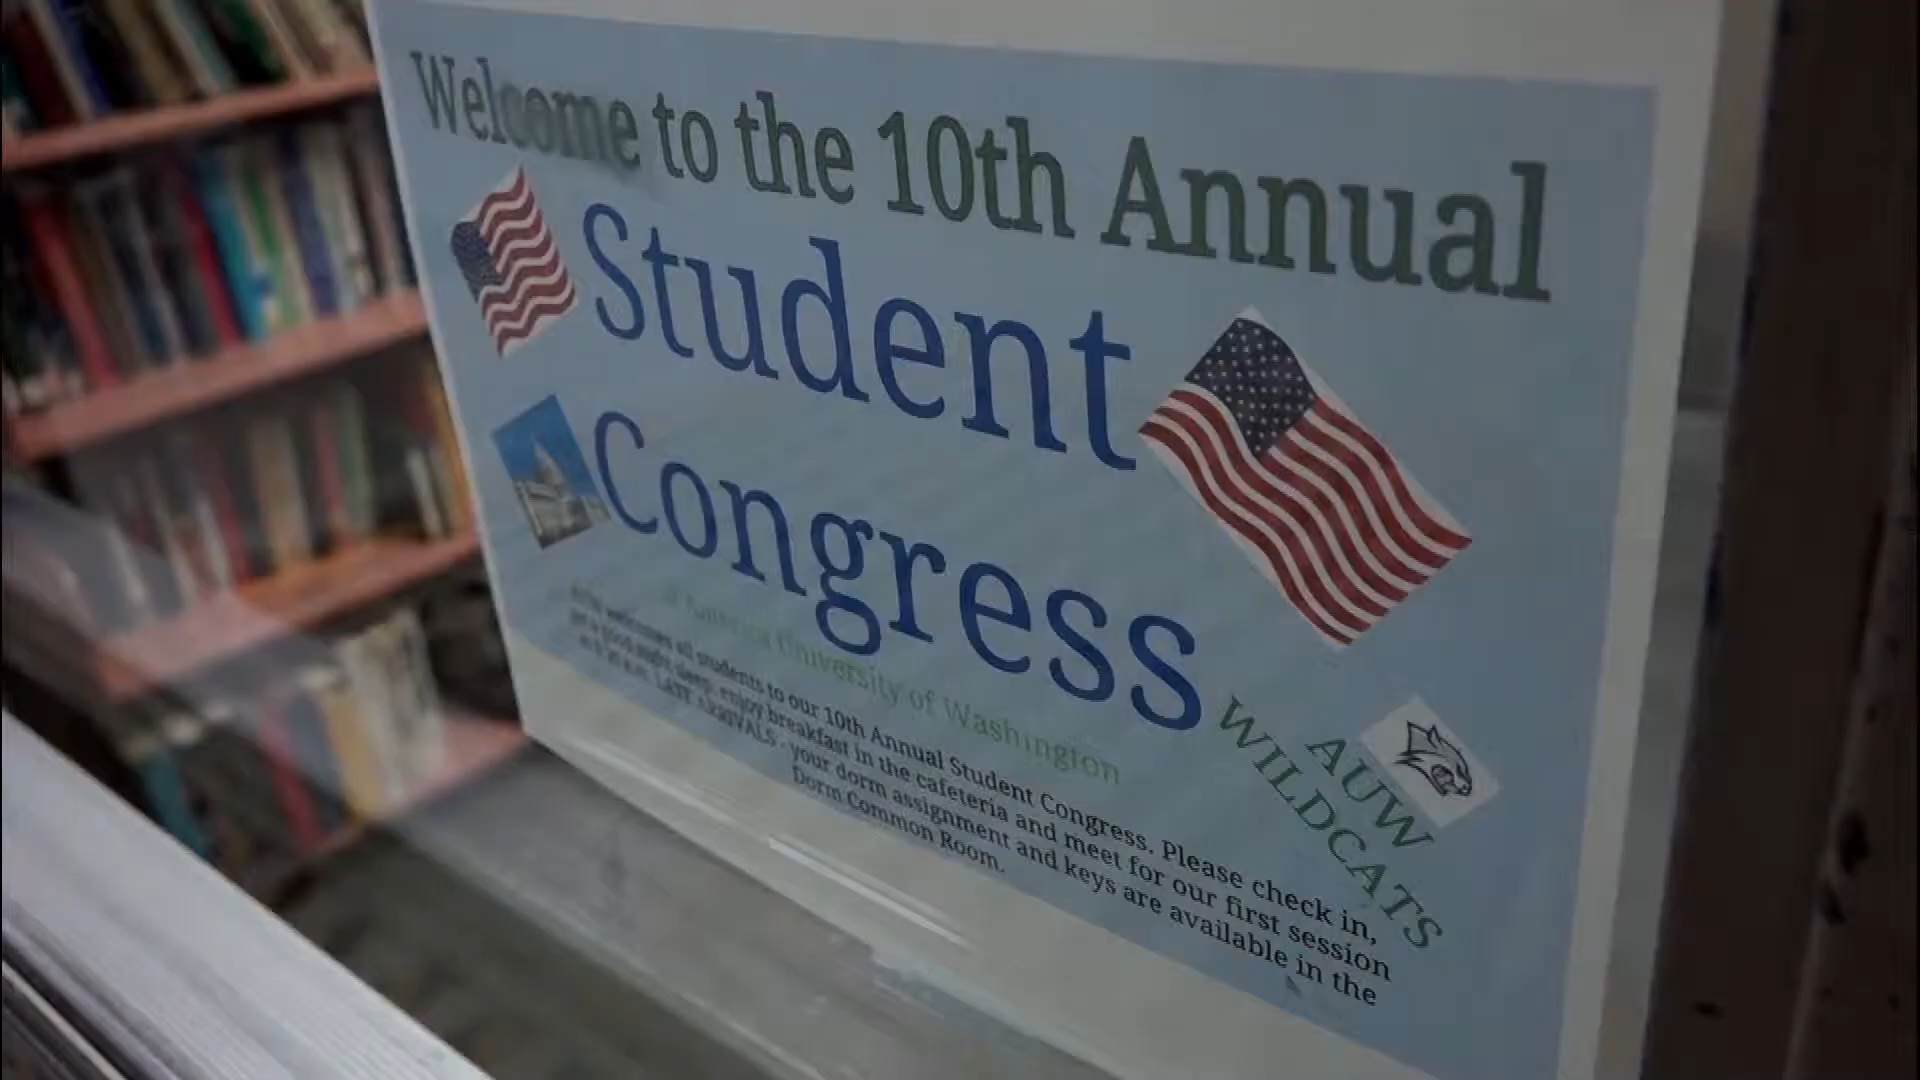 Welcome to the 10th Annual
Student
Congress
University of Washington
welcomes all students to our 10th Annual Student Congress. Please check in,
enjoy breakfast in the cafeteria and meet for our first session
LATE ARRIVALS - your dorm assignment and keys are available in the
Dorm Common Room.
AUW
WILDCATS